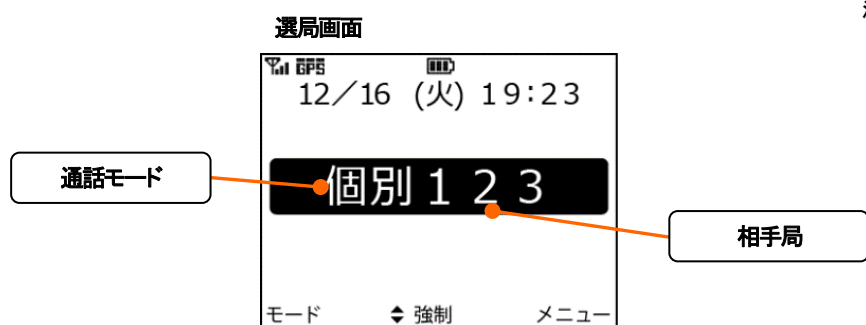 選局画面
GPS
12／16 (火) 19:23
通話モード
個別１２３
相手局
モード 強制 メニュー